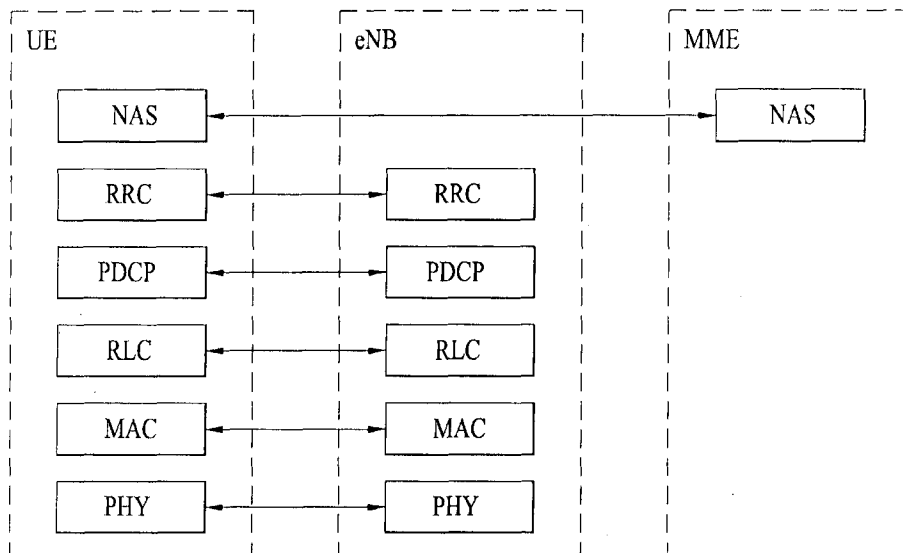 UE eNB MME
NAS NAS
RRC RRC
PDCP PDCP
RLC RLC
MAC MAC
PHY PHY